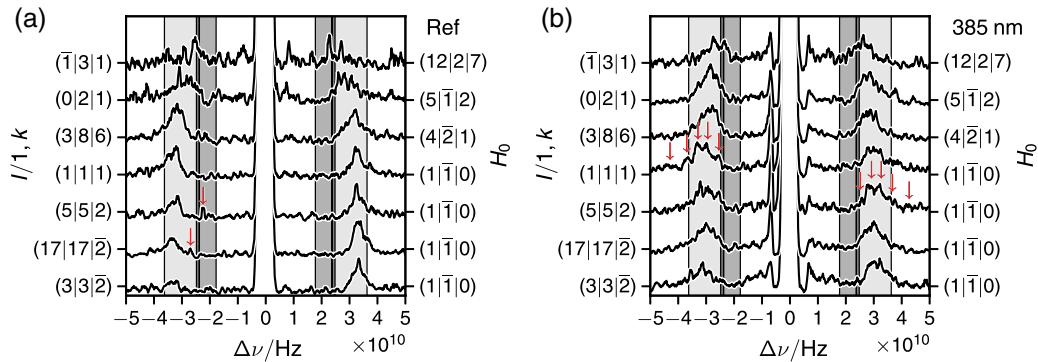 (a)
Ref
I/1, k
H₀
(1̅|3|1)
(12|2|7)
(0|2|1)
(5|1̅|2)
(3|8|6)
(4|2̅|1)
(1|1|1)
(1|1̅|0)
(5|5|2)
(1|1̅|0)
(17|17|2̅)
(1|1̅|0)
(3|3|2̅)
(1|1̅|0)
−5 −4 −3 −2 −1 0 1 2 3 4 5
Δν/Hz
×10¹⁰
(b)
385 nm
I/1, k
H₀
(1̅|3|1)
(12|2|7)
(0|2|1)
(5|1̅|2)
(3|8|6)
(4|2̅|1)
(1|1|1)
(1|1̅|0)
(5|5|2)
(1|1̅|0)
(17|17|2̅)
(1|1̅|0)
(3|3|2̅)
(1|1̅|0)
−5 −4 −3 −2 −1 0 1 2 3 4 5
Δν/Hz
×10¹⁰